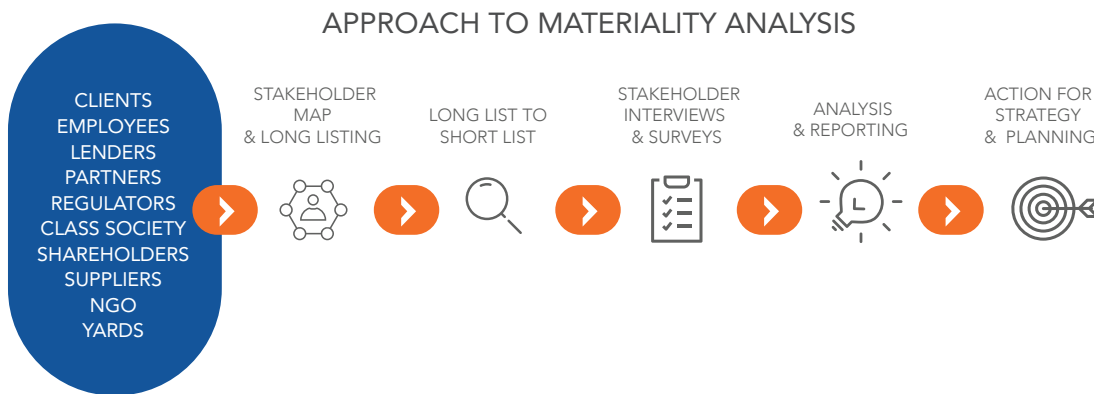 APPROACH TO MATERIALITY ANALYSIS
CLIENTS
EMPLOYEES
LENDERS
PARTNERS
REGULATORS
CLASS SOCIETY
SHAREHOLDERS
SUPPLIERS
NGO
YARDS
STAKEHOLDER
MAP
& LONG LISTING
LONG LIST TO
SHORT LIST
STAKEHOLDER
INTERVIEWS
& SURVEYS
ANALYSIS
& REPORTING
ACTION FOR
STRATEGY
& PLANNING